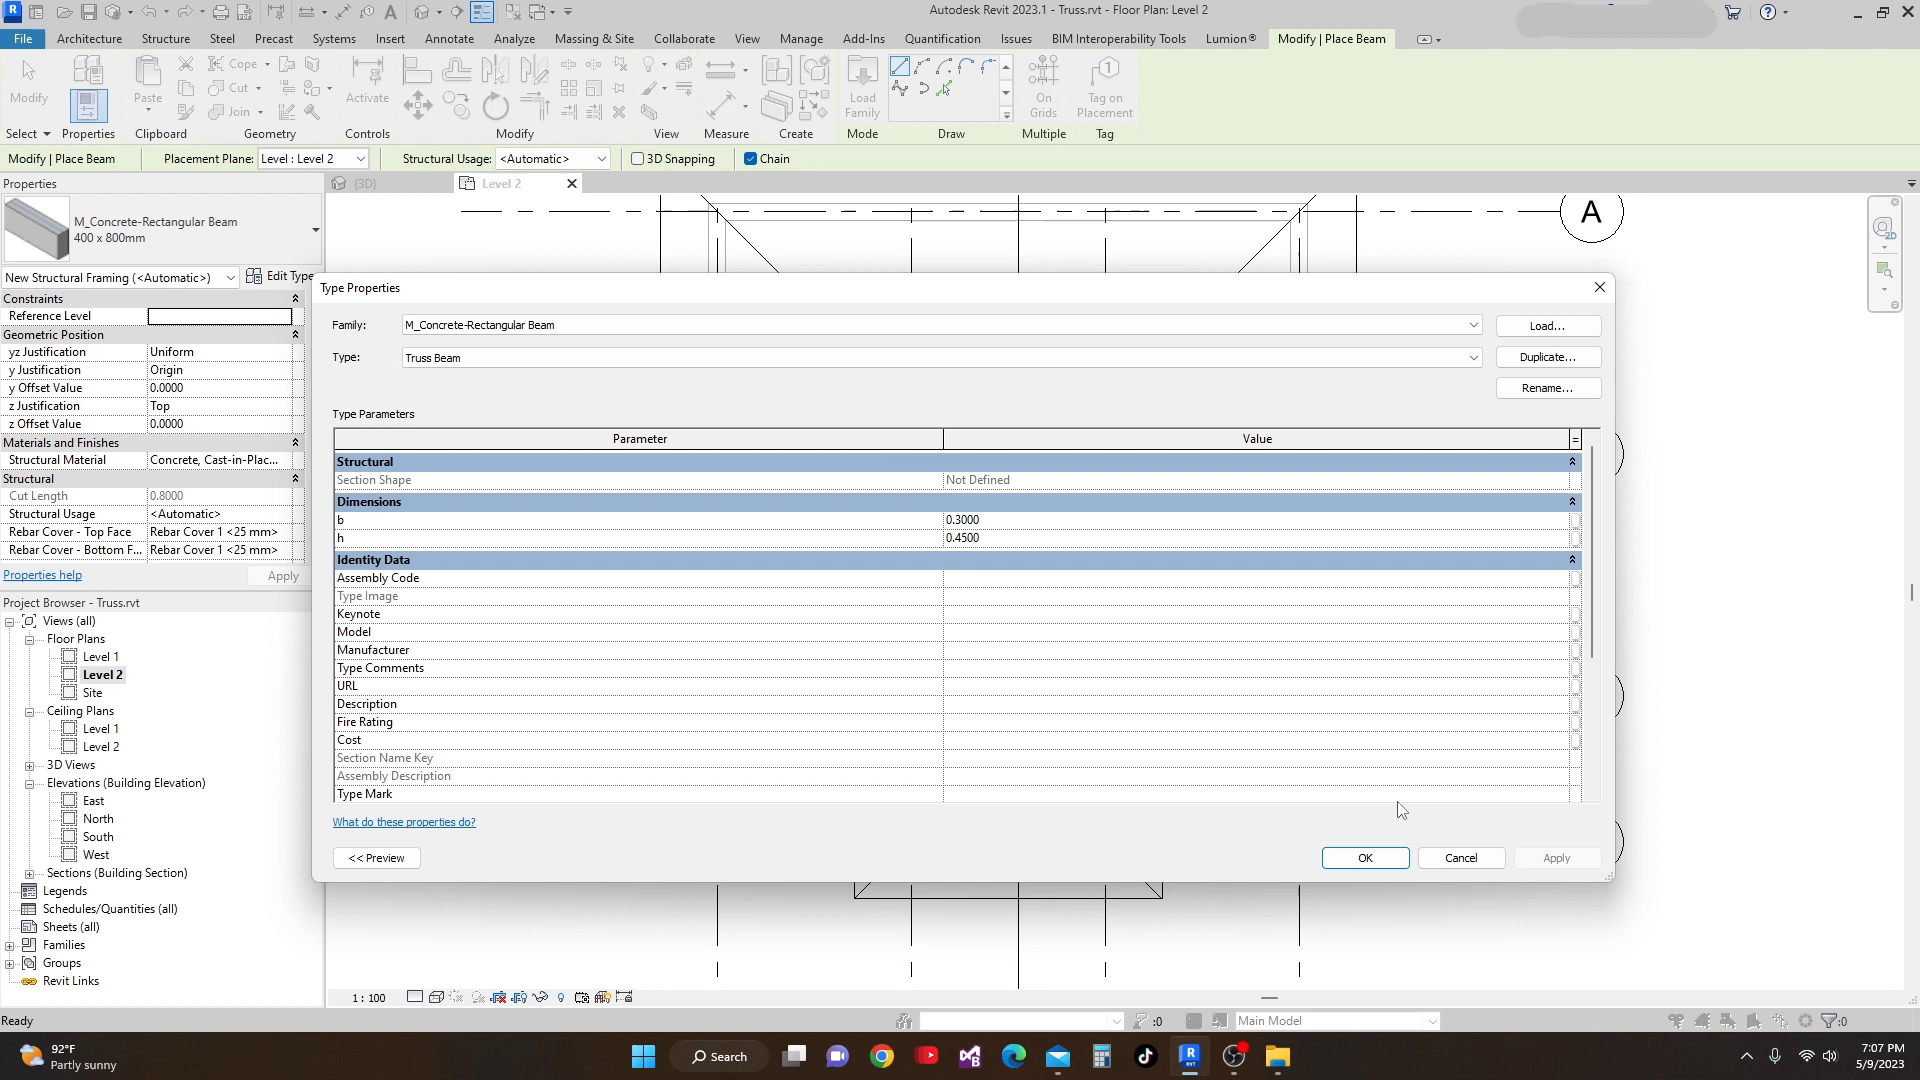 Autodesk Revit 2023.1 - Truss.rvt - Floor Plan: Level 2
File Architecture Structure Steel Precast Systems Insert Annotate Analyze Massing & Site Collaborate View Manage Add-Ins Quantification Issues BIM Interoperability Tools Lumion® Modify | Place Beam
Modify Paste Cope Cut Join Activate Load Family On Grids Tag on Placement
Select Properties Clipboard Geometry Controls Modify View Measure Create Mode Draw Multiple Tag
Modify | Place Beam Placement Plane: Level : Level 2 Structural Usage: <Automatic> 3D Snapping Chain
Properties
(3D) Level 2
M_Concrete-Rectangular Beam
400 x 800mm
New Structural Framing (<Automatic>) Edit Type
Constraints
Reference Level
Geometric Position
yz Justification Uniform
y Justification Origin
y Offset Value 0.0000
z Justification Top
z Offset Value 0.0000
Materials and Finishes
Structural Material Concrete, Cast-in-Plac...
Structural
Cut Length 0.8000
Structural Usage <Automatic>
Rebar Cover - Top Face Rebar Cover 1 <25 mm>
Rebar Cover - Bottom F... Rebar Cover 1 <25 mm>
Properties help Apply
Project Browser - Truss.rvt
Views (all)
Floor Plans
Level 1
Level 2
Site
Ceiling Plans
Level 1
Level 2
3D Views
Elevations (Building Elevation)
East
North
South
West
Sections (Building Section)
Legends
Schedules/Quantities (all)
Sheets (all)
Families
Groups
Revit Links
A
2D
Type Properties
Family: M_Concrete-Rectangular Beam Load...
Type: Truss Beam Duplicate...
Rename...
Type Parameters
Parameter Value =
Structural
Section Shape Not Defined
Dimensions
b 0.3000
h 0.4500
Identity Data
Assembly Code
Type Image
Keynote
Model
Manufacturer
Type Comments
URL
Description
Fire Rating
Cost
Section Name Key
Assembly Description
Type Mark
What do these properties do?
<< Preview OK Cancel Apply
1 : 100
Ready :0 Main Model :0
92°F
Partly sunny
Search
7:07 PM
5/9/2023